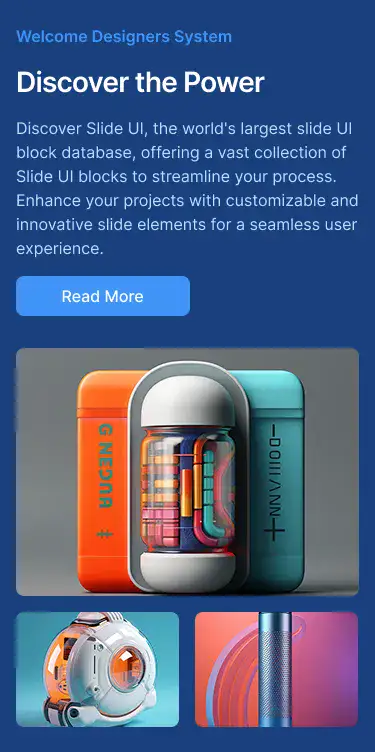 Welcome Designers System
Discover the Power
Discover Slide UI, the world's largest slide UI
block database, offering a vast collection of
Slide UI blocks to streamline your process.
Enhance your projects with customizable and
innovative slide elements for a seamless user
experience.
Read More